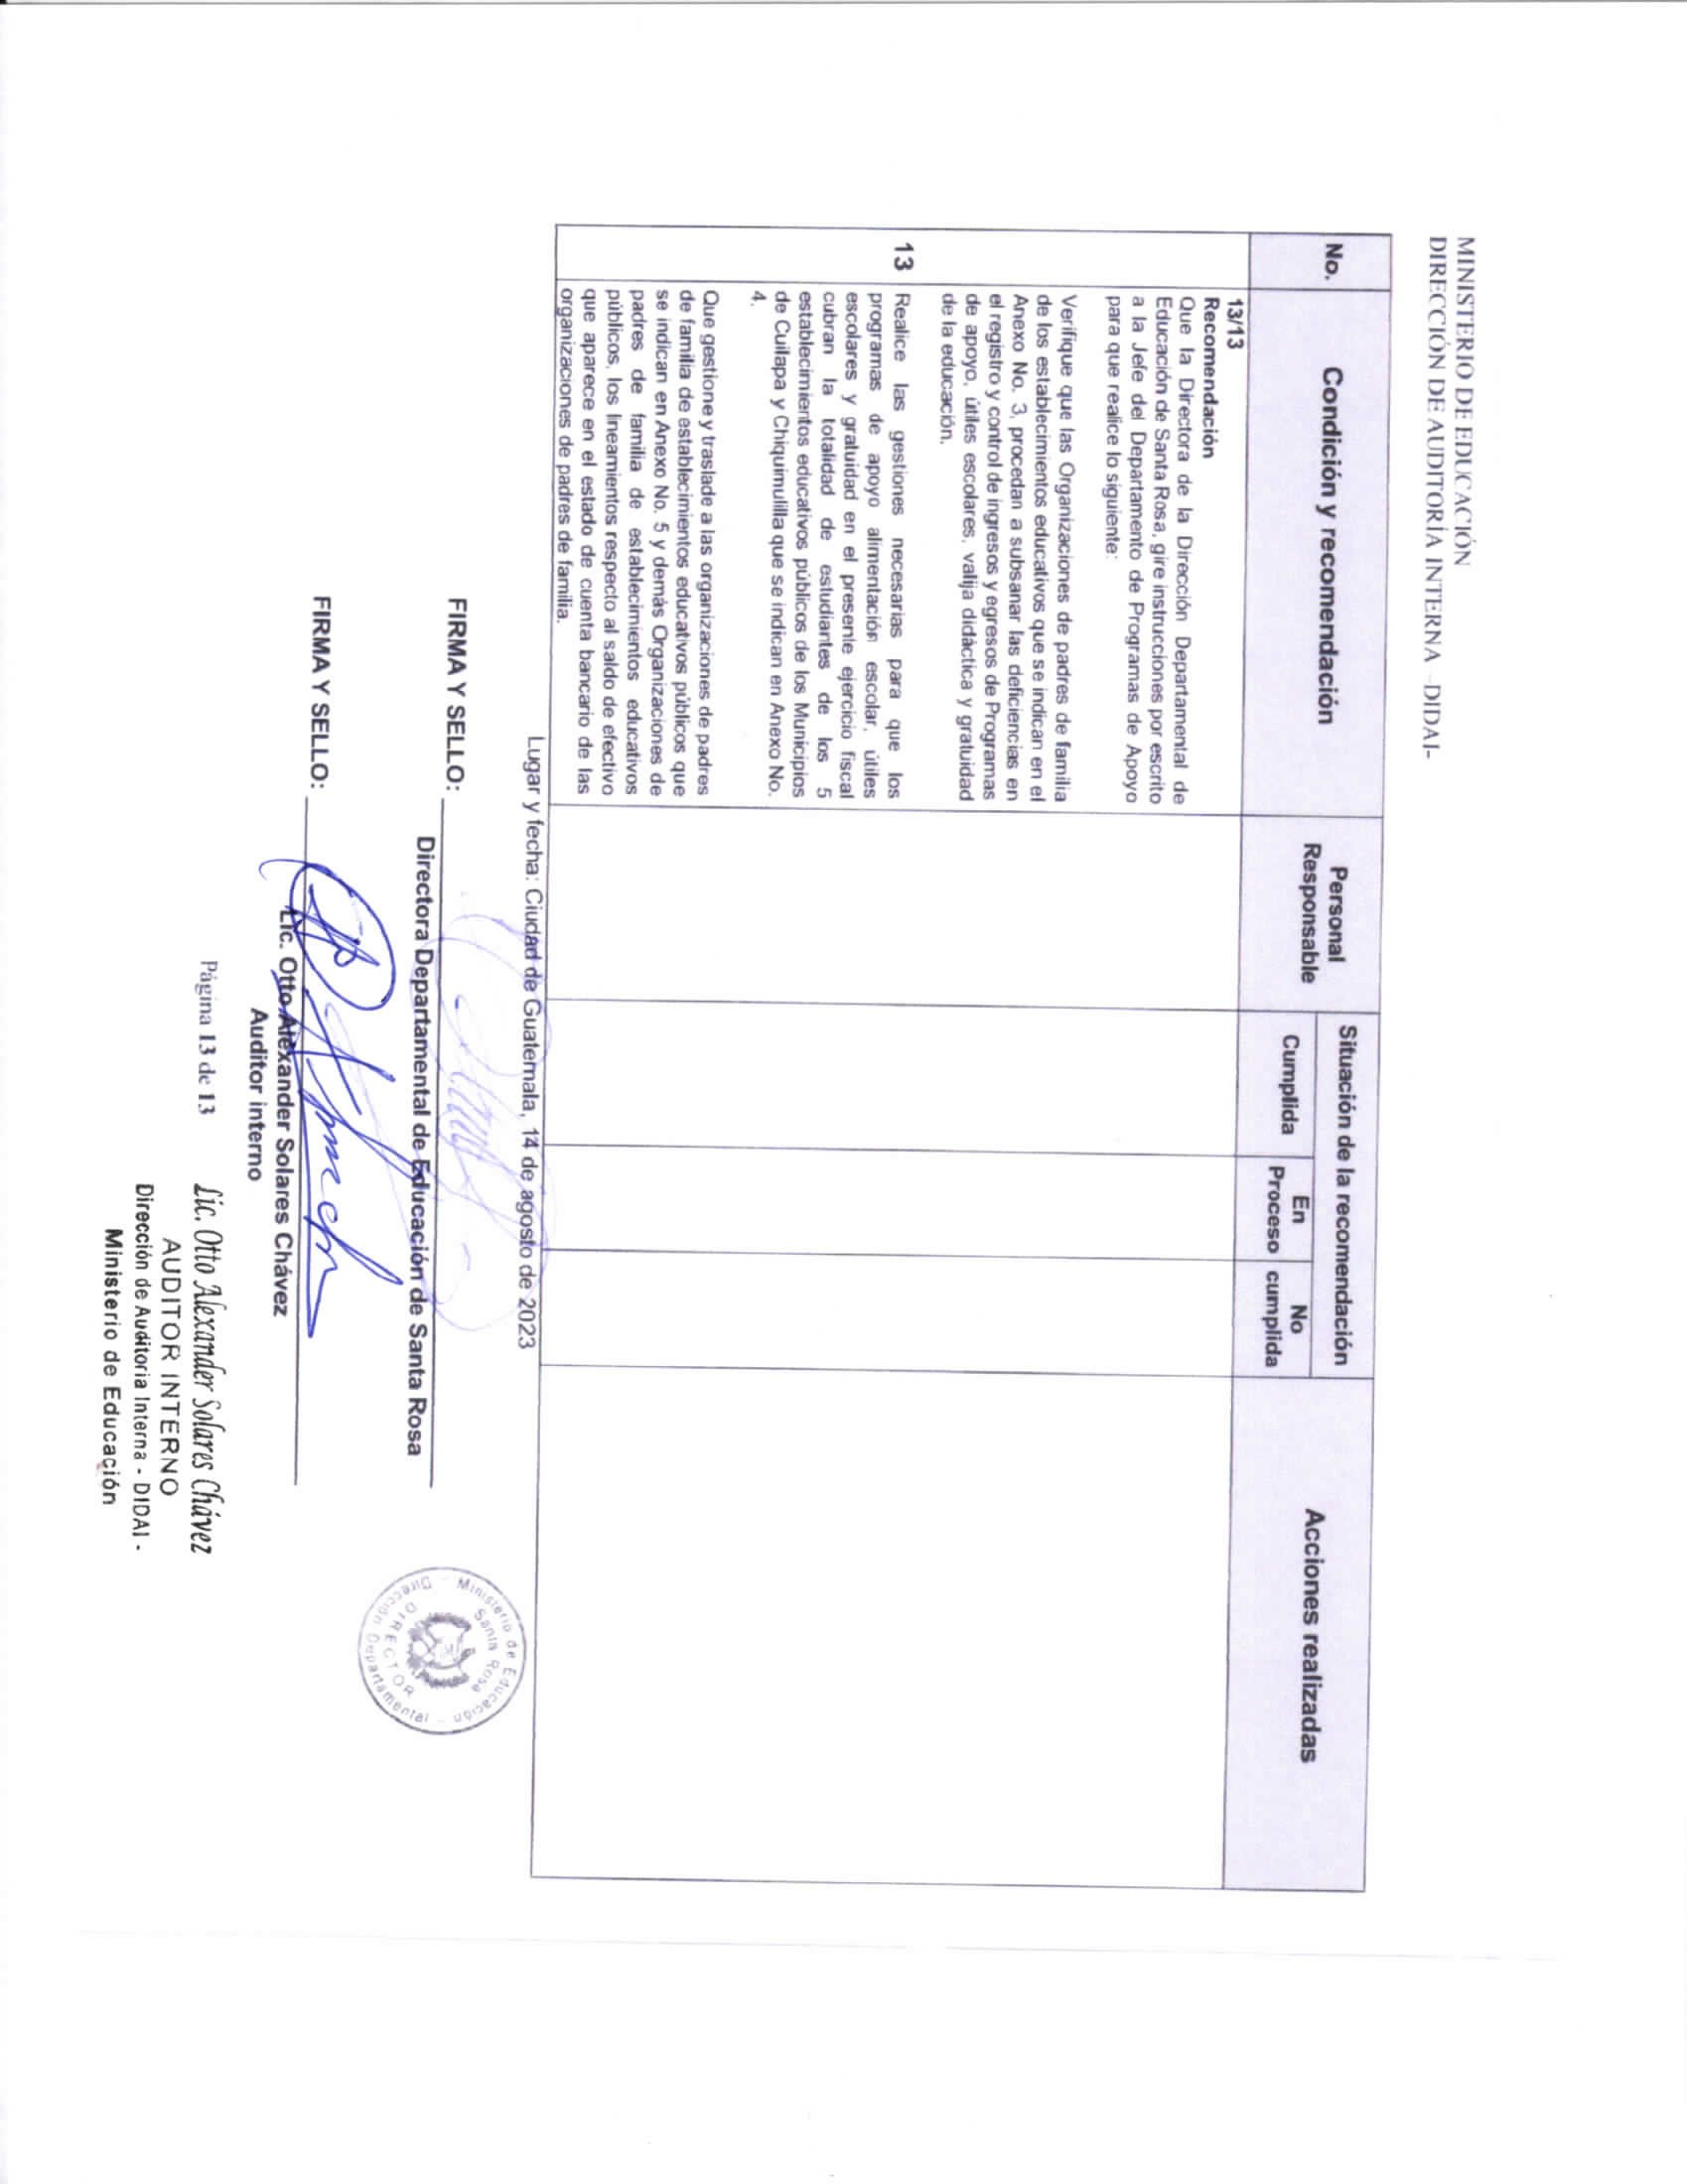 MINISTERIO DE EDUCACIÓN
DIRECCIÓN DE AUDITORÍA INTERNA -DIDAI-
No.
Condición y recomendación
Personal
Responsable
Situación de la recomendación
Cumplida
En
Proceso
No
cumplida
Acciones realizadas
13
13/13
Recomendación
Que la Directora de la Dirección Departamental de
Educación de Santa Rosa, gire instrucciones por escrito
a la Jefe del Departamento de Programas de Apoyo
para que realice lo siguiente:
Verifique que las Organizaciones de padres de familia
de los establecimientos educativos que se indican en el
Anexo No. 3, procedan a subsanar las deficiencias en
el registro y control de ingresos y egresos de Programas
de apoyo, útiles escolares, valija didáctica y gratuidad
de la educación.
Realice las gestiones necesarias para que los
programas de apoyo alimentación escolar, útiles
escolares y gratuidad en el presente ejercicio fiscal
cubran la totalidad de estudiantes de los 5
establecimientos educativos públicos de los Municipios
de Cuilapa y Chiquimulilla que se indican en Anexo No.
4.
Que gestione y traslade a las organizaciones de padres
de familia de establecimientos educativos públicos que
se indican en Anexo No. 5 y demás Organizaciones de
padres de familia de establecimientos educativos
públicos, los lineamientos respecto al saldo de efectivo
que aparece en el estado de cuenta bancario de las
organizaciones de padres de familia.
Lugar y fecha: Ciudad de Guatemala, 14 de agosto de 2023
FIRMA Y SELLO:
Directora Departamental de Educación de Santa Rosa
Ministerio de Educación - Dirección Departamental -
Santa Rosa
DIRECTOR
FIRMA Y SELLO:
Lic. Otto Alexander Solares Chávez
Auditor interno
Página 13 de 13
Lic. Otto Alexander Solares Chávez
AUDITOR INTERNO
Dirección de Auditoria Interna - DIDAI -
Ministerio de Educación